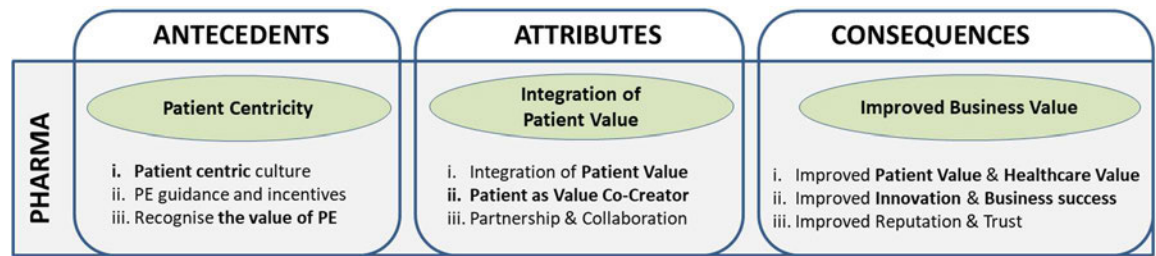 ANTECEDENTS
ATTRIBUTES
CONSEQUENCES
PHARMA
Patient Centricity
i. Patient centric culture
ii. PE guidance and incentives
iii. Recognise the value of PE
Integration of
Patient Value
i. Integration of Patient Value
ii. Patient as Value Co-Creator
iii. Partnership & Collaboration
Improved Business Value
i. Improved Patient Value & Healthcare Value
ii. Improved Innovation & Business success
iii. Improved Reputation & Trust